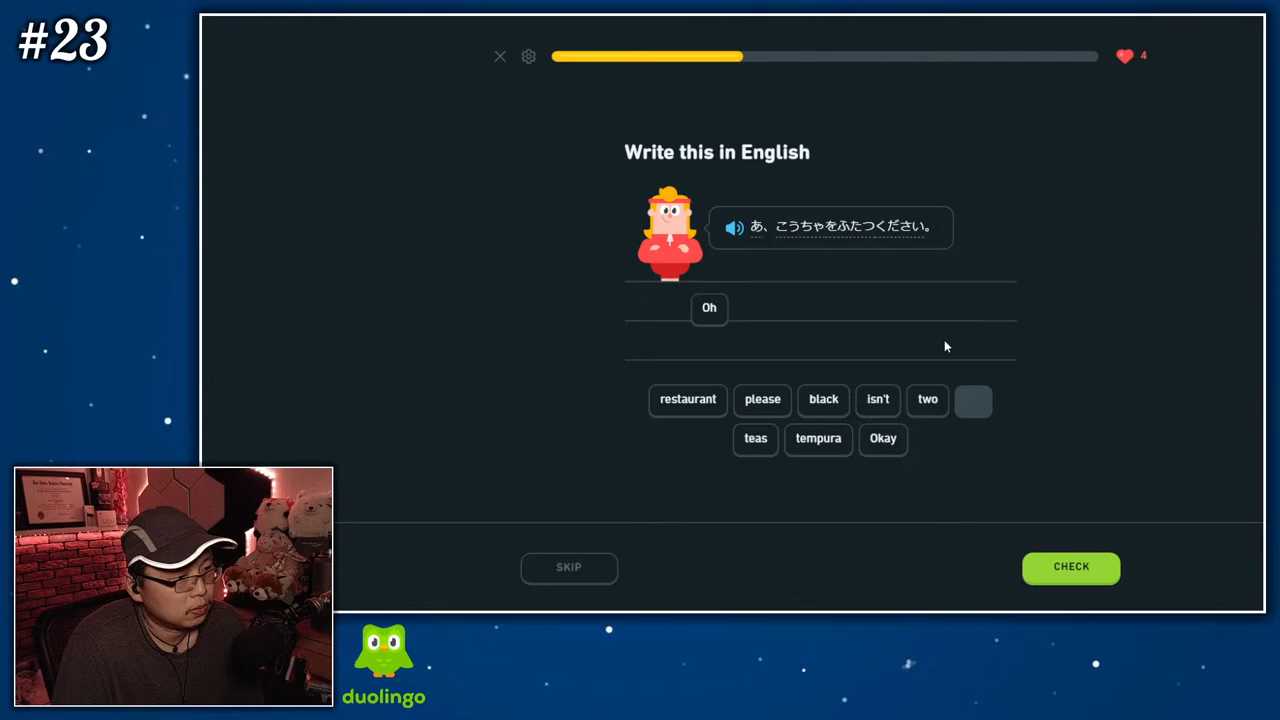 #23
4
Write this in English
あ、こうちゃをふたつください。
Oh
restaurant please black isn't two
teas tempura Okay
SKIP
CHECK
duolingo